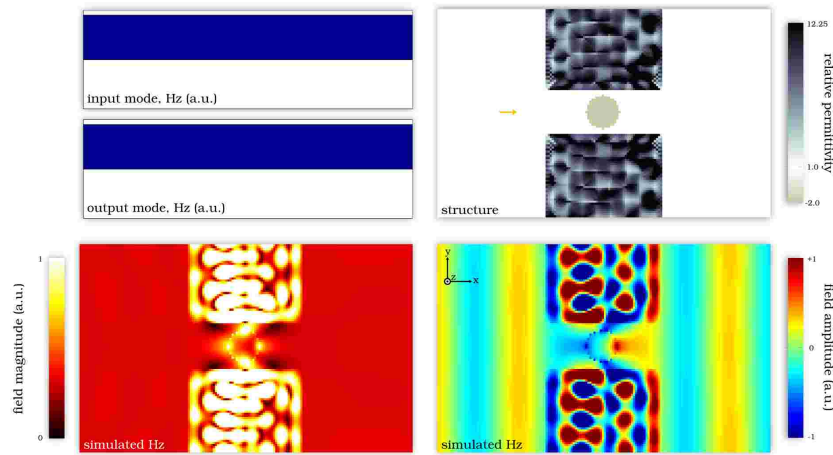 input mode, Hz (a.u.)
output mode, Hz (a.u.)
structure
12.25
1.0
-2.0
relative permittivity
1
0
field magnitude (a.u.)
simulated Hz
y
z
x
simulated Hz
+1
0
-1
field amplitude (a.u.)